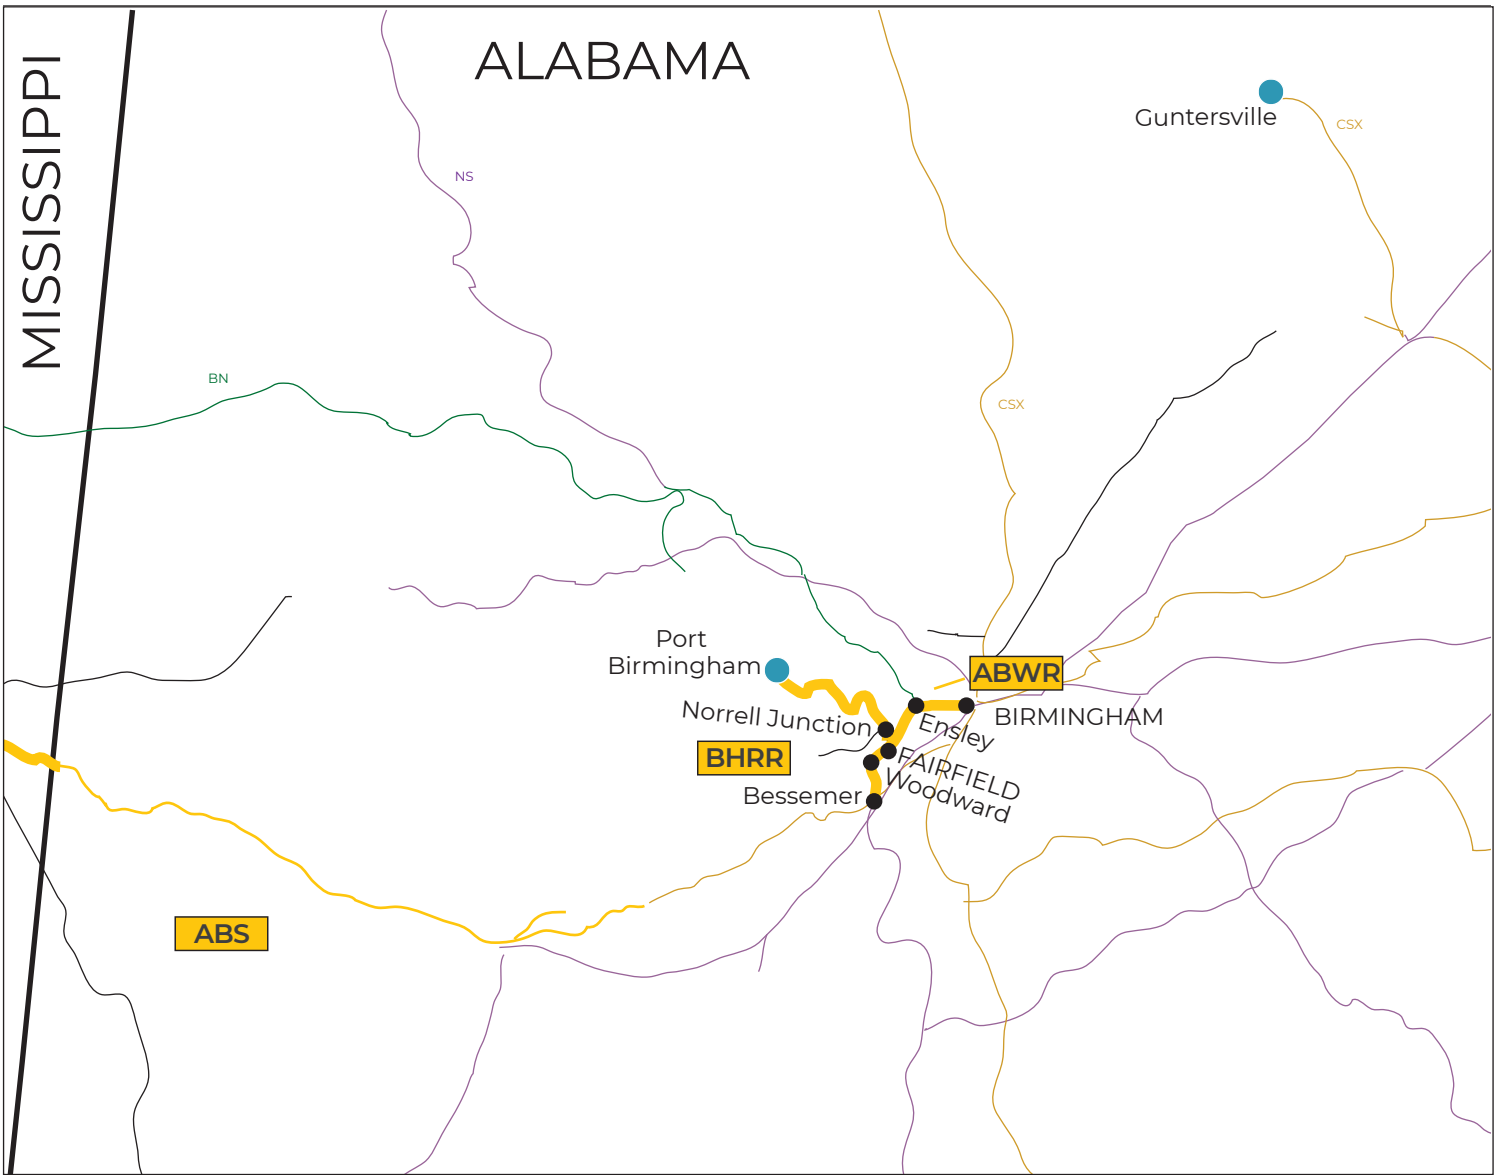 MISSISSIPPI
ALABAMA
Guntersville
CSX
NS
BN
CSX
Port
Birmingham
ABWR
Norrell Junction
BIRMINGHAM
Ensley
BHRR
FAIRFIELD
Woodward
Bessemer
ABS